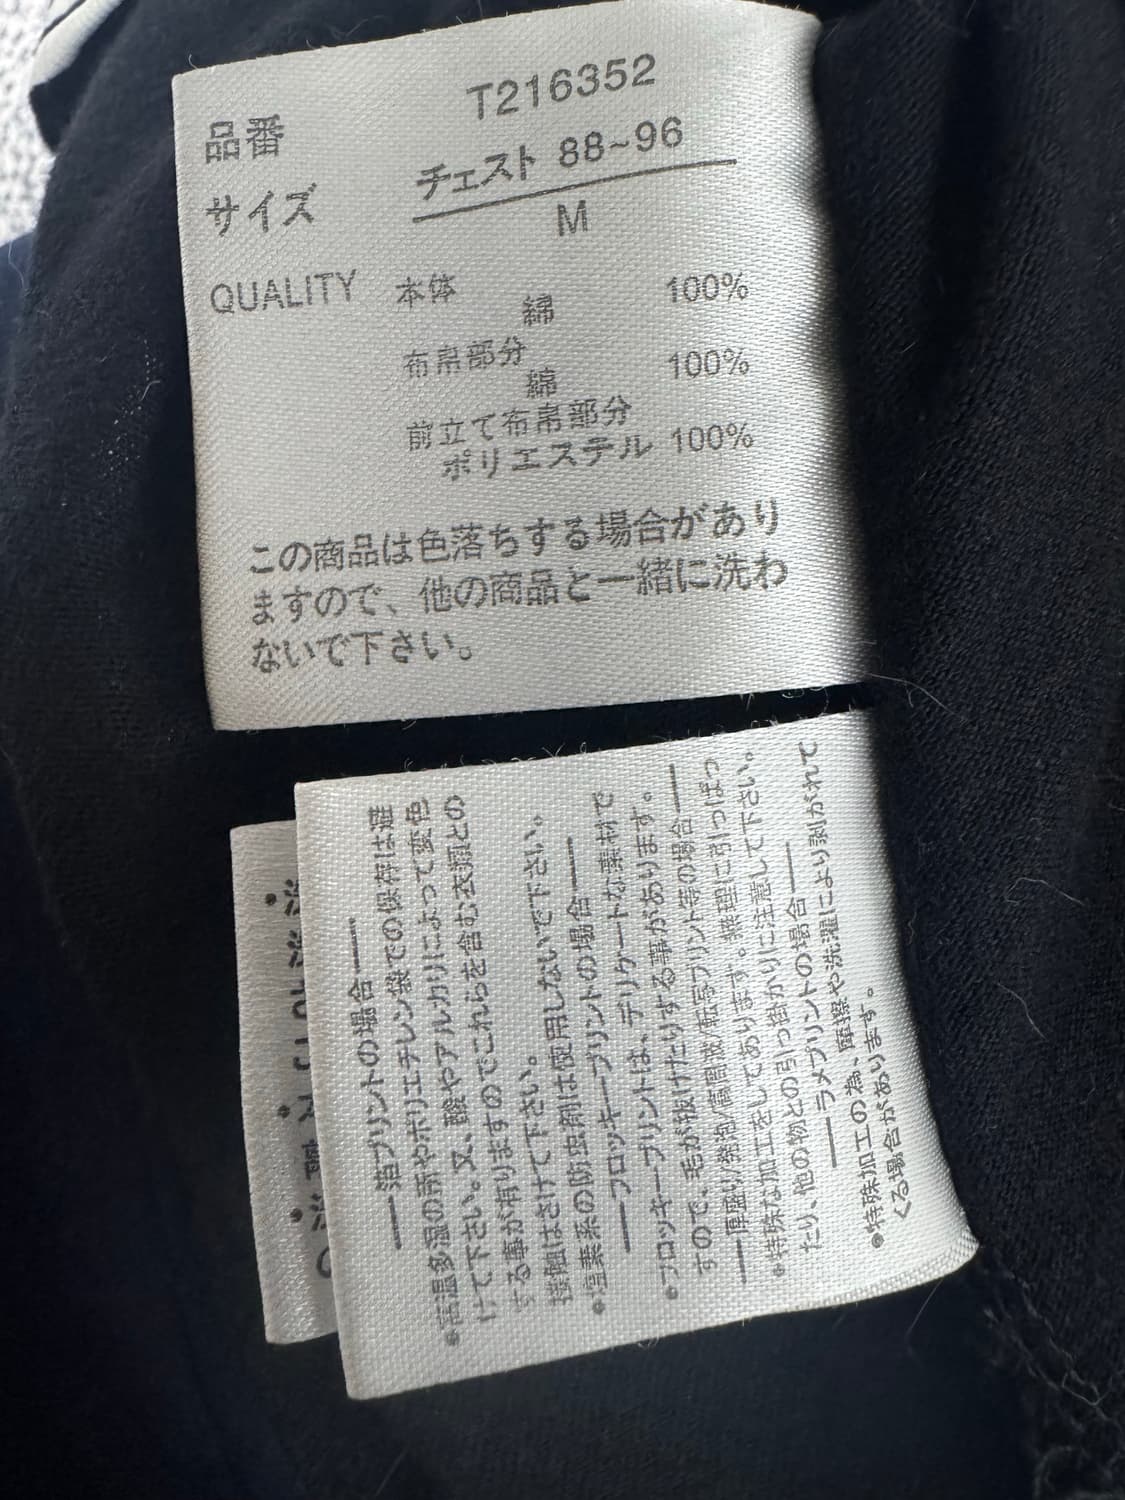 品番 T216352
サイズ チェスト 88~96
M
QUALITY 本体 100%
綿
布帛部分 100%
綿
前立て布帛部分
ポリエステル 100%
この商品は色落ちする場合があり
ますので、他の商品と一緒に洗わ
ないで下さい。
―箔プリントの場合―
●高温多湿の所やポリエチレン袋での保存は避
けて下さい。又、酸やアルカリによって変色
する事が有りますのでこれらを含む衣類との
接触はさけて下さい。
●塩素系の防虫剤は使用しないで下さい。
―フロッキープリントの場合―
●フロッキープリントは、デリケートな素材で
すので、毛が抜けたりする事があります。
―厚盛り/発泡/高周波/転写プリント等の場合―
●特殊な加工をしてあります。無理に引っぱっ
たり、他の物との引っ掛かりに注意して下さい。
―ラメプリントの場合―
●特殊加工の為、摩擦や洗濯により剥がれて
くる場合があります。